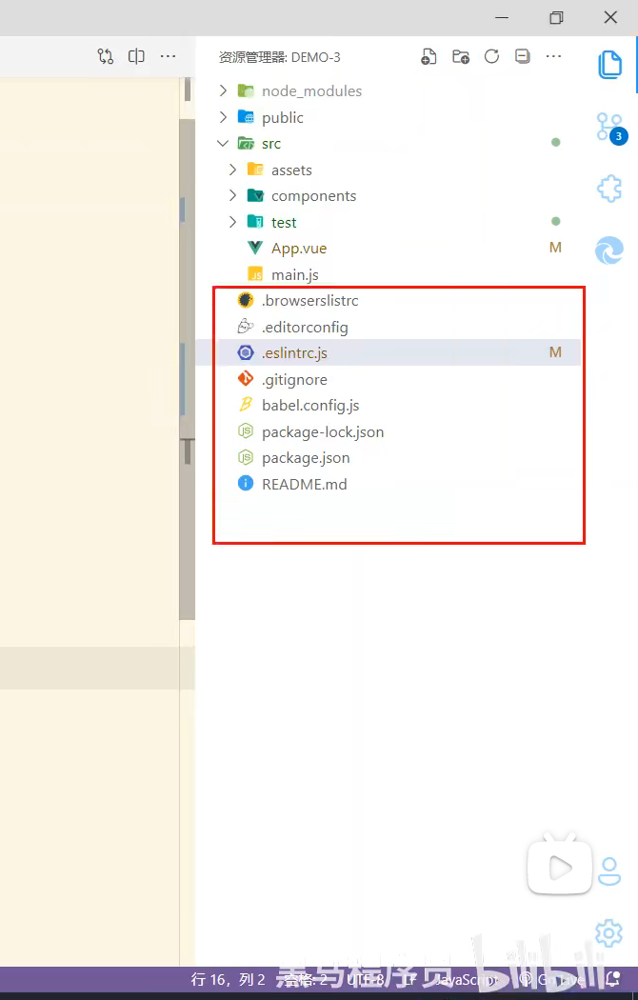 资源管理器: DEMO-3
node_modules
public
src
assets
components
test
App.vue M
main.js
.browserslistrc
.editorconfig
.eslintrc.js M
.gitignore
babel.config.js
package-lock.json
package.json
README.md
3
行 16，列 2 空格: 2 UTF-8 LF JavaScript Go Live
黑马程序员 bilibili